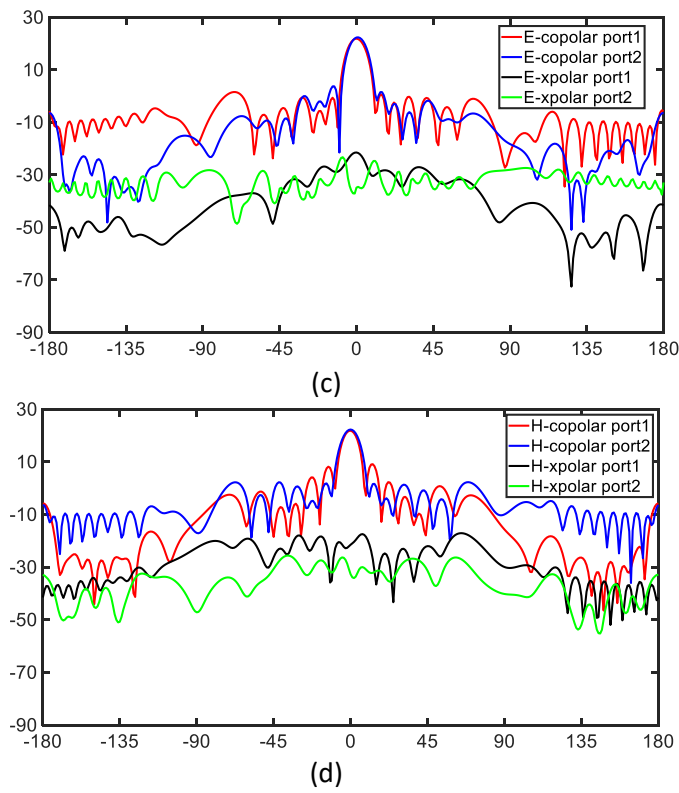 30
10
-10
-30
-50
-70
-90
E-copolar port1
E-copolar port2
E-xpolar port1
E-xpolar port2
-180 -135 -90 -45 0 45 90 135 180
(c)
30
10
-10
-30
-50
-70
-90
H-copolar port1
H-copolar port2
H-xpolar port1
H-xpolar port2
-180 -135 -90 -45 0 45 90 135 180
(d)